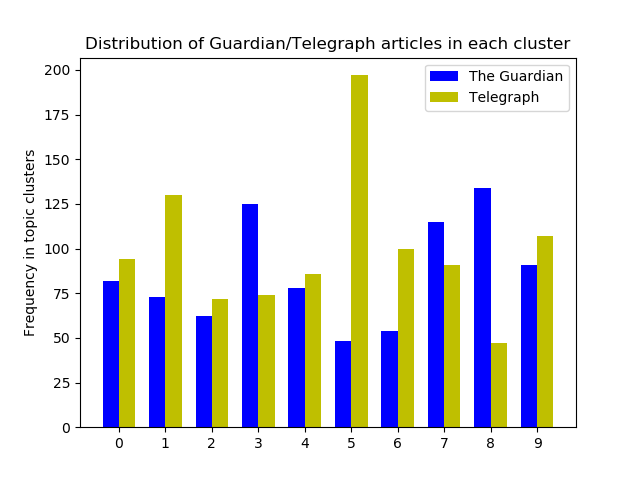 Distribution of Guardian/Telegraph articles in each cluster
The Guardian
Telegraph
Frequency in topic clusters
200
175
150
125
100
75
50
25
0
0 1 2 3 4 5 6 7 8 9